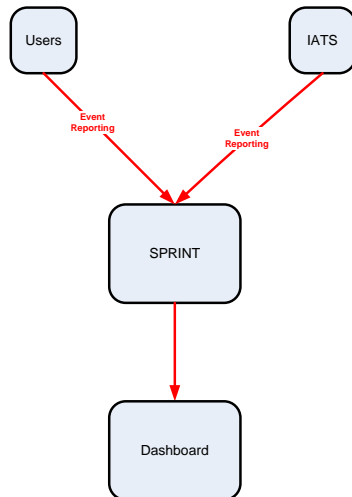 Users
IATS
Event
Reporting
Event
Reporting
SPRINT
Dashboard